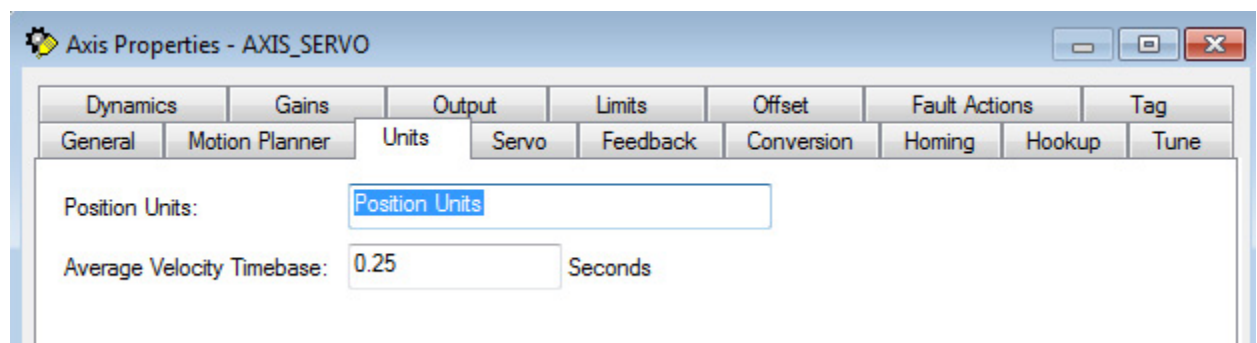 Axis Properties - AXIS_SERVO
Dynamics Gains Output Limits Offset Fault Actions Tag
General Motion Planner Units Servo Feedback Conversion Homing Hookup Tune
Position Units: Position Units
Average Velocity Timebase: 0.25 Seconds